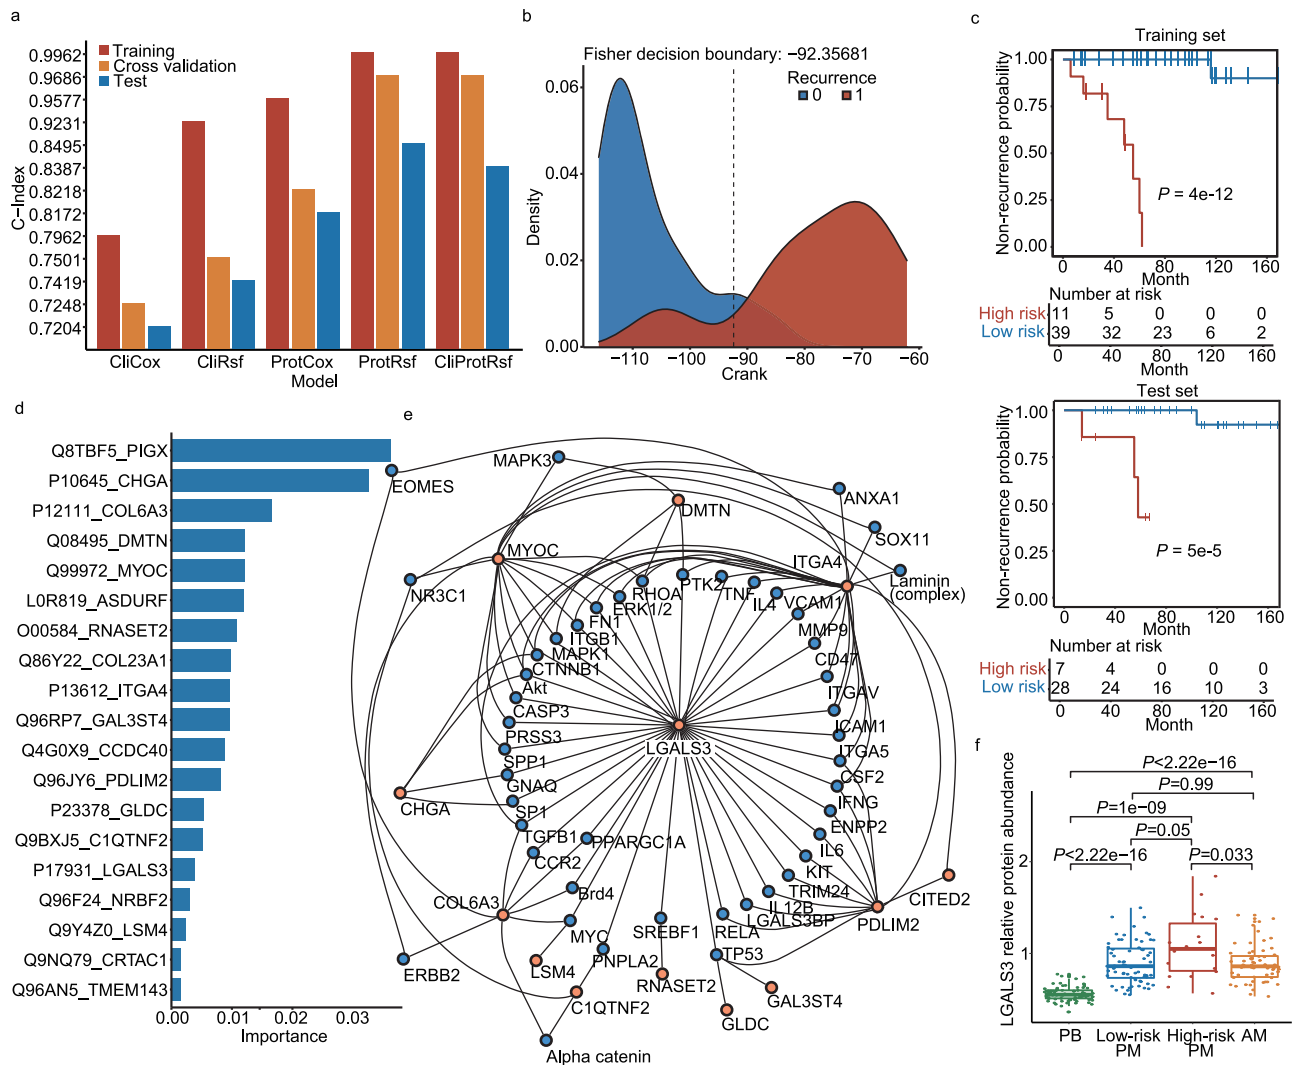 a
Training
Cross validation
Test
C−Index
0.9962
0.9686
0.9577
0.9231
0.8495
0.8387
0.8218
0.8172
0.7962
0.7501
0.7419
0.7248
0.7204
CliCox CliRsf ProtCox ProtRsf CliProtRsf
Model
b
Fisher decision boundary: −92.35681
Recurrence
0 1
Density
0.06
0.04
0.02
0.00
−110 −100 −90 −80 −70 −60
Crank
c
Training set
Non-recurrence probability
1.00
0.75
0.50
0.25
0.00
P = 4e-12
0 40 80 120 160
Month
Number at risk
High risk 11 5 0 0 0
Low risk 39 32 23 6 2
0 40 80 120 160
Month
Test set
Non-recurrence probability
1.00
0.75
0.50
0.25
0.00
P = 5e-5
0 40 80 120 160
Month
Number at risk
High risk 7 4 0 0 0
Low risk 28 24 16 10 3
0 40 80 120 160
Month
d
Q8TBF5_PIGX
P10645_CHGA
P12111_COL6A3
Q08495_DMTN
Q99972_MYOC
L0R819_ASDURF
O00584_RNASET2
Q86Y22_COL23A1
P13612_ITGA4
Q96RP7_GAL3ST4
Q4G0X9_CCDC40
Q96JY6_PDLIM2
P23378_GLDC
Q9BXJ5_C1QTNF2
P17931_LGALS3
Q96F24_NRBF2
Q9Y4Z0_LSM4
Q9NQ79_CRTAC1
Q96AN5_TMEM143
0.00 0.01 0.02 0.03
Importance
e
MAPK3
EOMES
ANXA1
DMTN
SOX11
MYOC
ITGA4
Laminin
(complex)
NR3C1
RHOA
PTK2
TNF
IL4
VCAM1
ERK1/2
FN1
MMP9
ITGB1
MAPK1
CD47
CTNNB1
Akt
ITGAV
CASP3
ICAM1
PRSS3
LGALS3
ITGA5
SPP1
CSF2
GNAQ
CHGA
IFNG
SP1
ENPP2
TGFB1
PPARGC1A
IL6
CCR2
KIT
Brd4
TRIM24
CITED2
COL6A3
IL12B
LGALS3BP
PDLIM2
MYC
SREBF1
RELA
PNPLA2
TP53
ERBB2
LSM4
RNASET2
C1QTNF2
GAL3ST4
GLDC
Alpha catenin
f
LGALS3 relative protein abundance
P<2.22e−16
P=0.99
P=1e−09
P=0.05
P<2.22e−16
P=0.033
2
1
PB Low-risk High-risk AM
PM PM